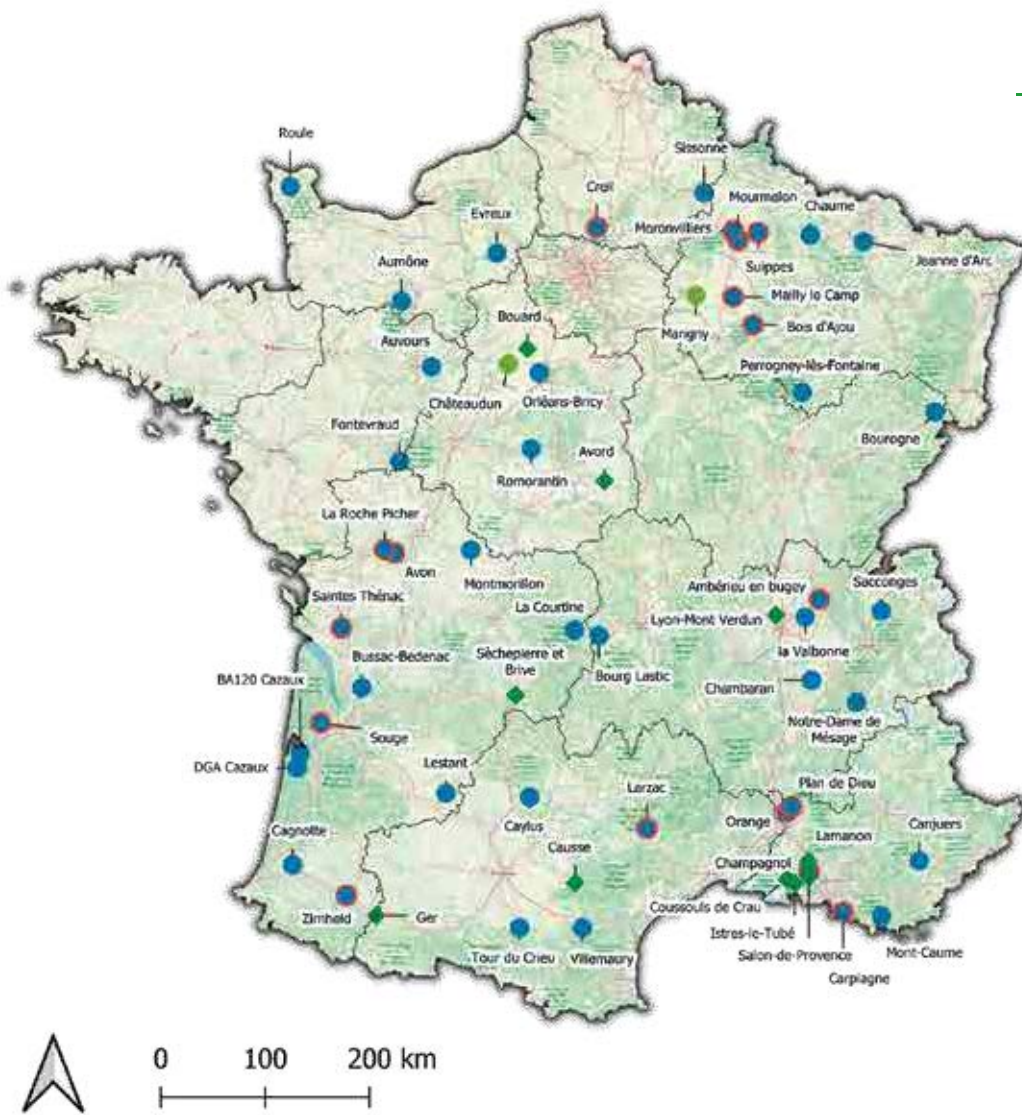 Roule
Sissonne
Creil
Mourmelon
Chaume
Evreux
Moronvilliers
Jeanne d'Arc
Suippes
Aumône
Mailly le Camp
Bouard
Marigny
Bois d'Ajou
Auvours
Perrogney-lès-Fontaine
Châteaudun
Orléans-Bricy
Fontevraud
Bourogne
Avord
Romorantin
La Roche Picher
Avon
Montmorillon
Ambérieu en bugey
Sacconges
Saintes Thénac
La Courtine
Lyon-Mont Verdun
la Valbonne
Bussac-Bedenac
Sèchepierre et
Brive
Bourg Lastic
BA120 Cazaux
Chambaran
Notre-Dame de
Mésage
Souge
DGA Cazaux
Lestant
Larzac
Plan de Dieu
Caylus
Orange
Lamanon
Canjuers
Cagnotte
Causse
Champagnol
Coussouls de Crau
Zirnheld
Ger
Istres-le-Tubé
Salon-de-Provence
Mont-Caume
Tour du Crieu
Villemaury
Carpiagne
0 100 200 km